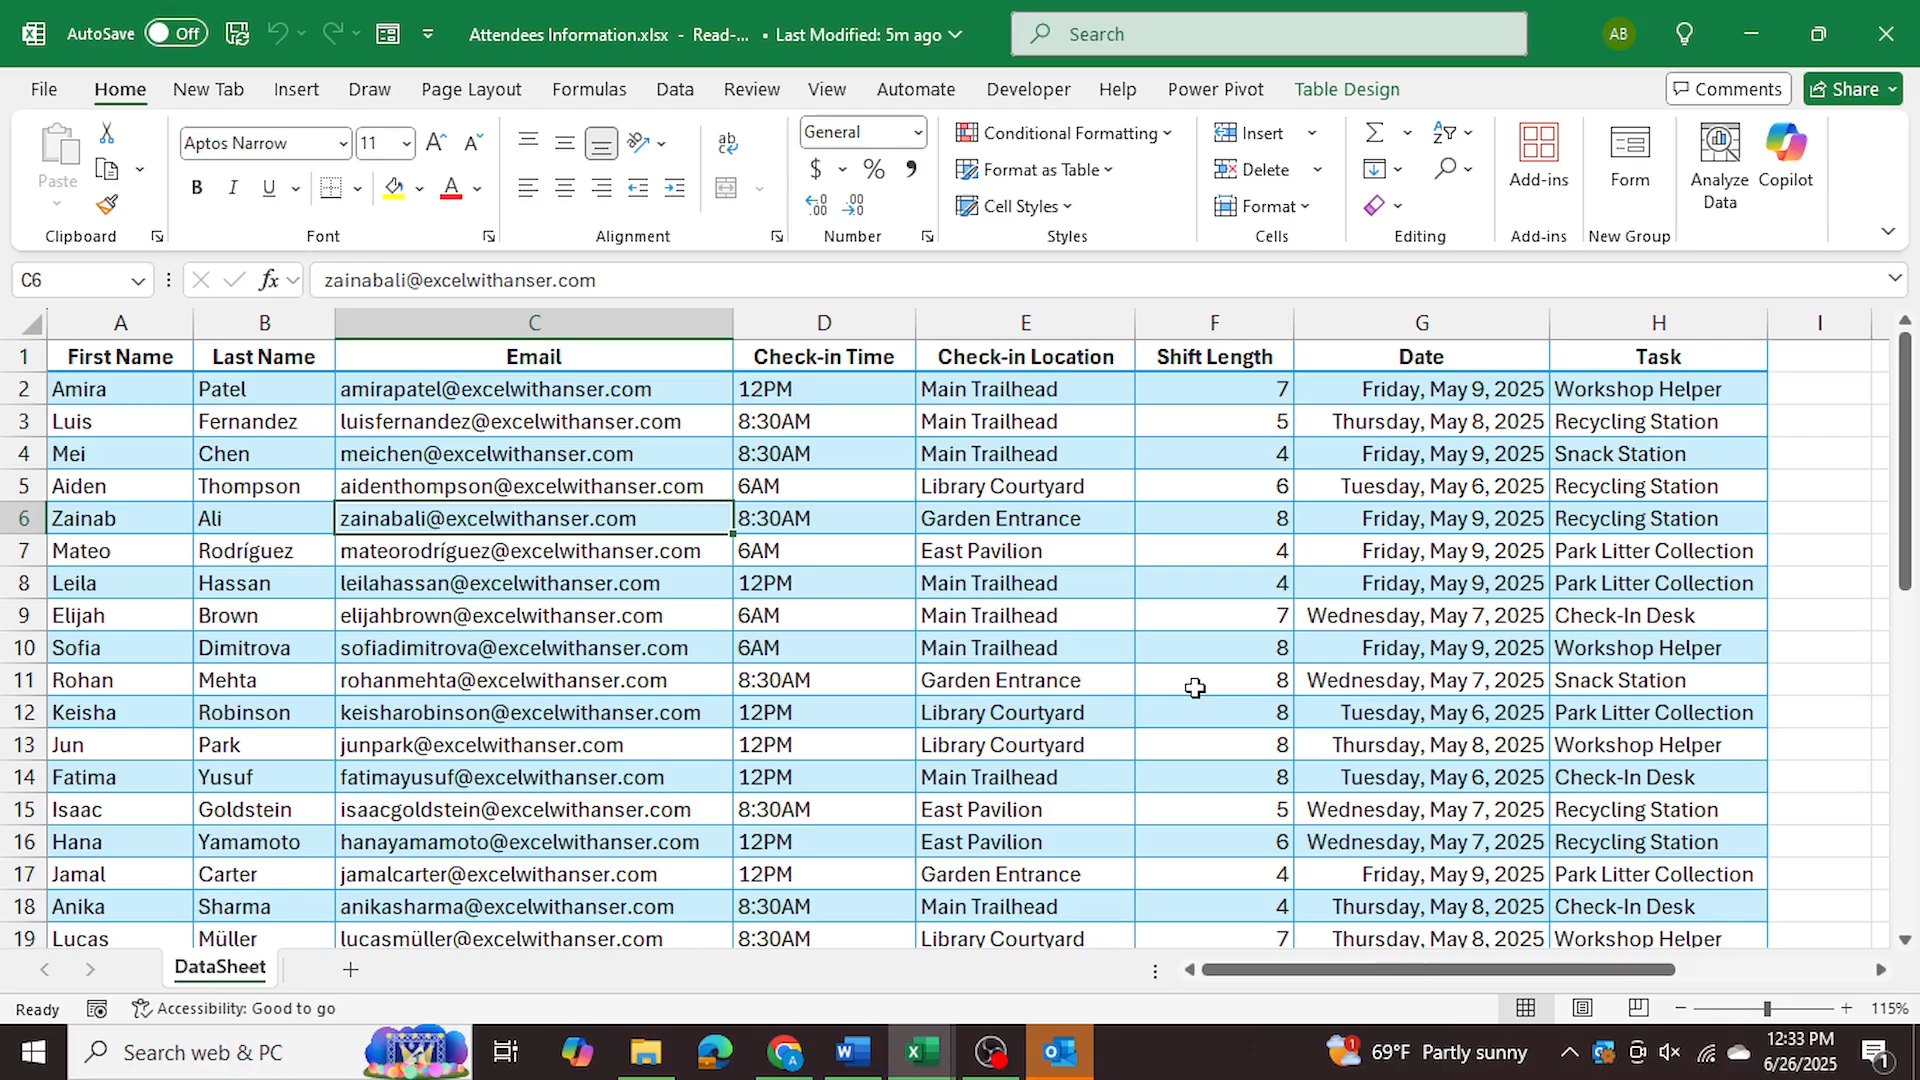 AutoSave Off Attendees Information.xlsx - Read-... • Last Modified: 5m ago Search AB
File Home New Tab Insert Draw Page Layout Formulas Data Review View Automate Developer Help Power Pivot Table Design Comments Share
Paste Aptos Narrow 11 General Conditional Formatting Insert
B I U $ % Format as Table Delete Add-ins Form Analyze Data Copilot
Cell Styles Format
Clipboard Font Alignment Number Styles Cells Editing Add-ins New Group
C6 fx zainabali@excelwithanser.com
A B C D E F G H I
1 First Name Last Name Email Check-in Time Check-in Location Shift Length Date Task
2 Amira Patel amirapatel@excelwithanser.com 12PM Main Trailhead 7 Friday, May 9, 2025 Workshop Helper
3 Luis Fernandez luisfernandez@excelwithanser.com 8:30AM Main Trailhead 5 Thursday, May 8, 2025 Recycling Station
4 Mei Chen meichen@excelwithanser.com 8:30AM Main Trailhead 4 Friday, May 9, 2025 Snack Station
5 Aiden Thompson aidenthompson@excelwithanser.com 6AM Library Courtyard 6 Tuesday, May 6, 2025 Recycling Station
6 Zainab Ali zainabali@excelwithanser.com 8:30AM Garden Entrance 8 Friday, May 9, 2025 Recycling Station
7 Mateo Rodríguez mateorodríguez@excelwithanser.com 6AM East Pavilion 4 Friday, May 9, 2025 Park Litter Collection
8 Leila Hassan leilahassan@excelwithanser.com 12PM Main Trailhead 4 Friday, May 9, 2025 Park Litter Collection
9 Elijah Brown elijahbrown@excelwithanser.com 6AM Main Trailhead 7 Wednesday, May 7, 2025 Check-In Desk
10 Sofia Dimitrova sofiadimitrova@excelwithanser.com 6AM Main Trailhead 8 Friday, May 9, 2025 Workshop Helper
11 Rohan Mehta rohanmehta@excelwithanser.com 8:30AM Garden Entrance 8 Wednesday, May 7, 2025 Snack Station
12 Keisha Robinson keisharobinson@excelwithanser.com 12PM Library Courtyard 8 Tuesday, May 6, 2025 Park Litter Collection
13 Jun Park junpark@excelwithanser.com 12PM Library Courtyard 8 Thursday, May 8, 2025 Workshop Helper
14 Fatima Yusuf fatimayusuf@excelwithanser.com 12PM Main Trailhead 8 Tuesday, May 6, 2025 Check-In Desk
15 Isaac Goldstein isaacgoldstein@excelwithanser.com 8:30AM East Pavilion 5 Wednesday, May 7, 2025 Recycling Station
16 Hana Yamamoto hanayamamoto@excelwithanser.com 12PM East Pavilion 6 Wednesday, May 7, 2025 Recycling Station
17 Jamal Carter jamalcarter@excelwithanser.com 12PM Garden Entrance 4 Friday, May 9, 2025 Park Litter Collection
18 Anika Sharma anikasharma@excelwithanser.com 8:30AM Main Trailhead 4 Thursday, May 8, 2025 Check-In Desk
19 Lucas Müller lucasmüller@excelwithanser.com 8:30AM Library Courtyard 7 Thursday, May 8, 2025 Workshop Helper
DataSheet
Ready Accessibility: Good to go 115%
Search web & PC 1 69°F Partly sunny 12:33 PM
6/26/2025 1